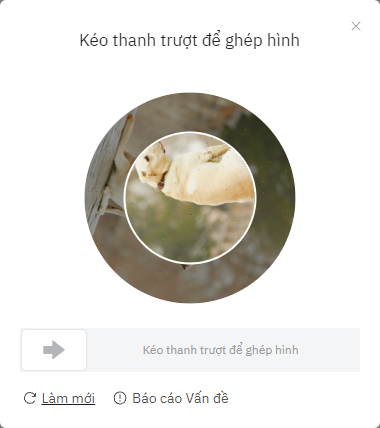 Kéo thanh trượt để ghép hình
Kéo thanh trượt để ghép hình
Làm mới
Báo cáo Vấn đề